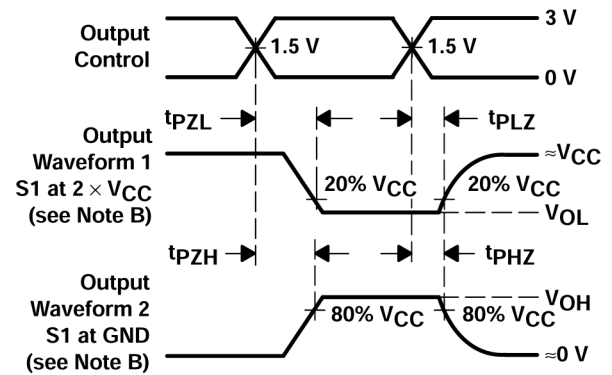 Output
Control
1.5 V
1.5 V
3 V
0 V
tPZL
tPLZ
Output
Waveform 1
S1 at 2 × VCC
(see Note B)
20% VCC
20% VCC
≈VCC
VOL
tPZH
tPHZ
Output
Waveform 2
S1 at GND
(see Note B)
80% VCC
80% VCC
VOH
≈0 V